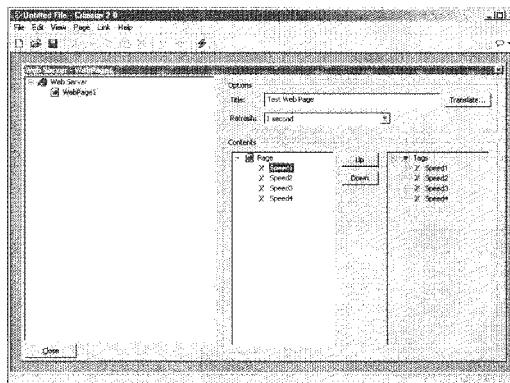 Untitled File - Crimson 2.0
File Edit View Page Link Help
Web Server
WebPage1
Options
Title: Test Web Page Translate...
Refresh: 1 second
Contents
Page
Speed1
Speed2
Speed3
Speed4
Up
Down
Tags
Speed1
Speed2
Speed3
Speed4
Close